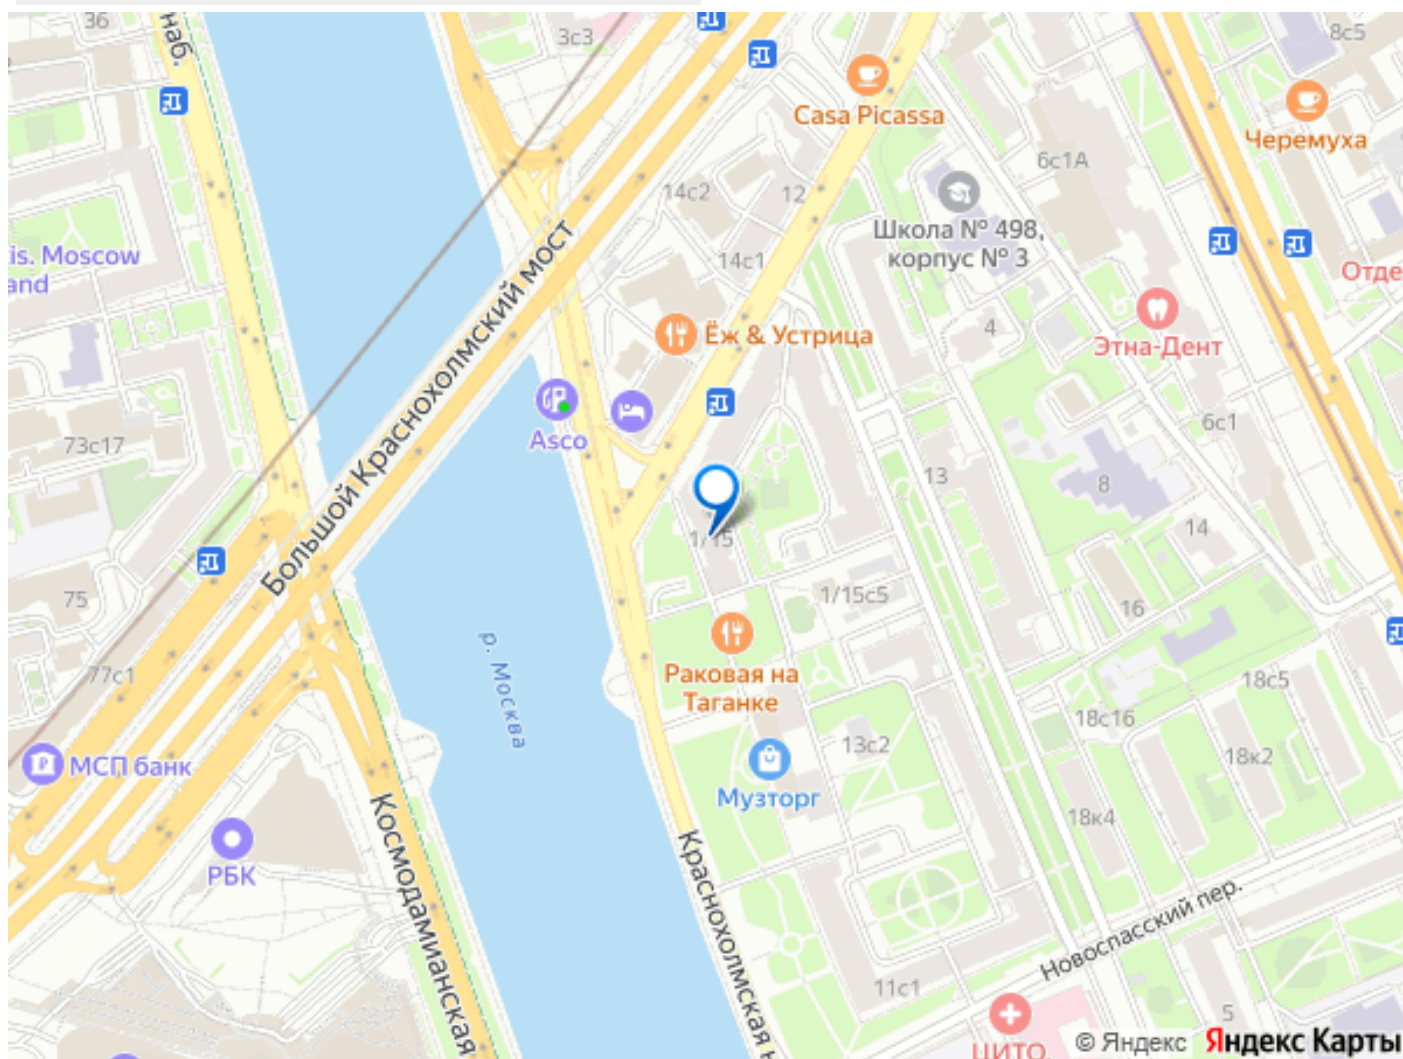 36
наб.
3с3
8с5
Casa Picassa
Черемуха
6с1А
14с2
12
Школа № 498,
корпус № 3
is. Moscow
and
14с1
Отде
Большой Краснохолмский мост
Ёж & Устрица
4
Этна-Дент
Asco
73с17
6с1
13
8
14
1/15
75
1/15с5
16
р. Москва
Раковая на
Таганке
77с1
18с5
18с16
13с2
18к2
МСП банк
Музторг
18к4
РБК
Космодамианская
Краснохолмская н
Новоспасский пер.
11с1
5
ЦИТО
© Яндекс Яндекс Карты